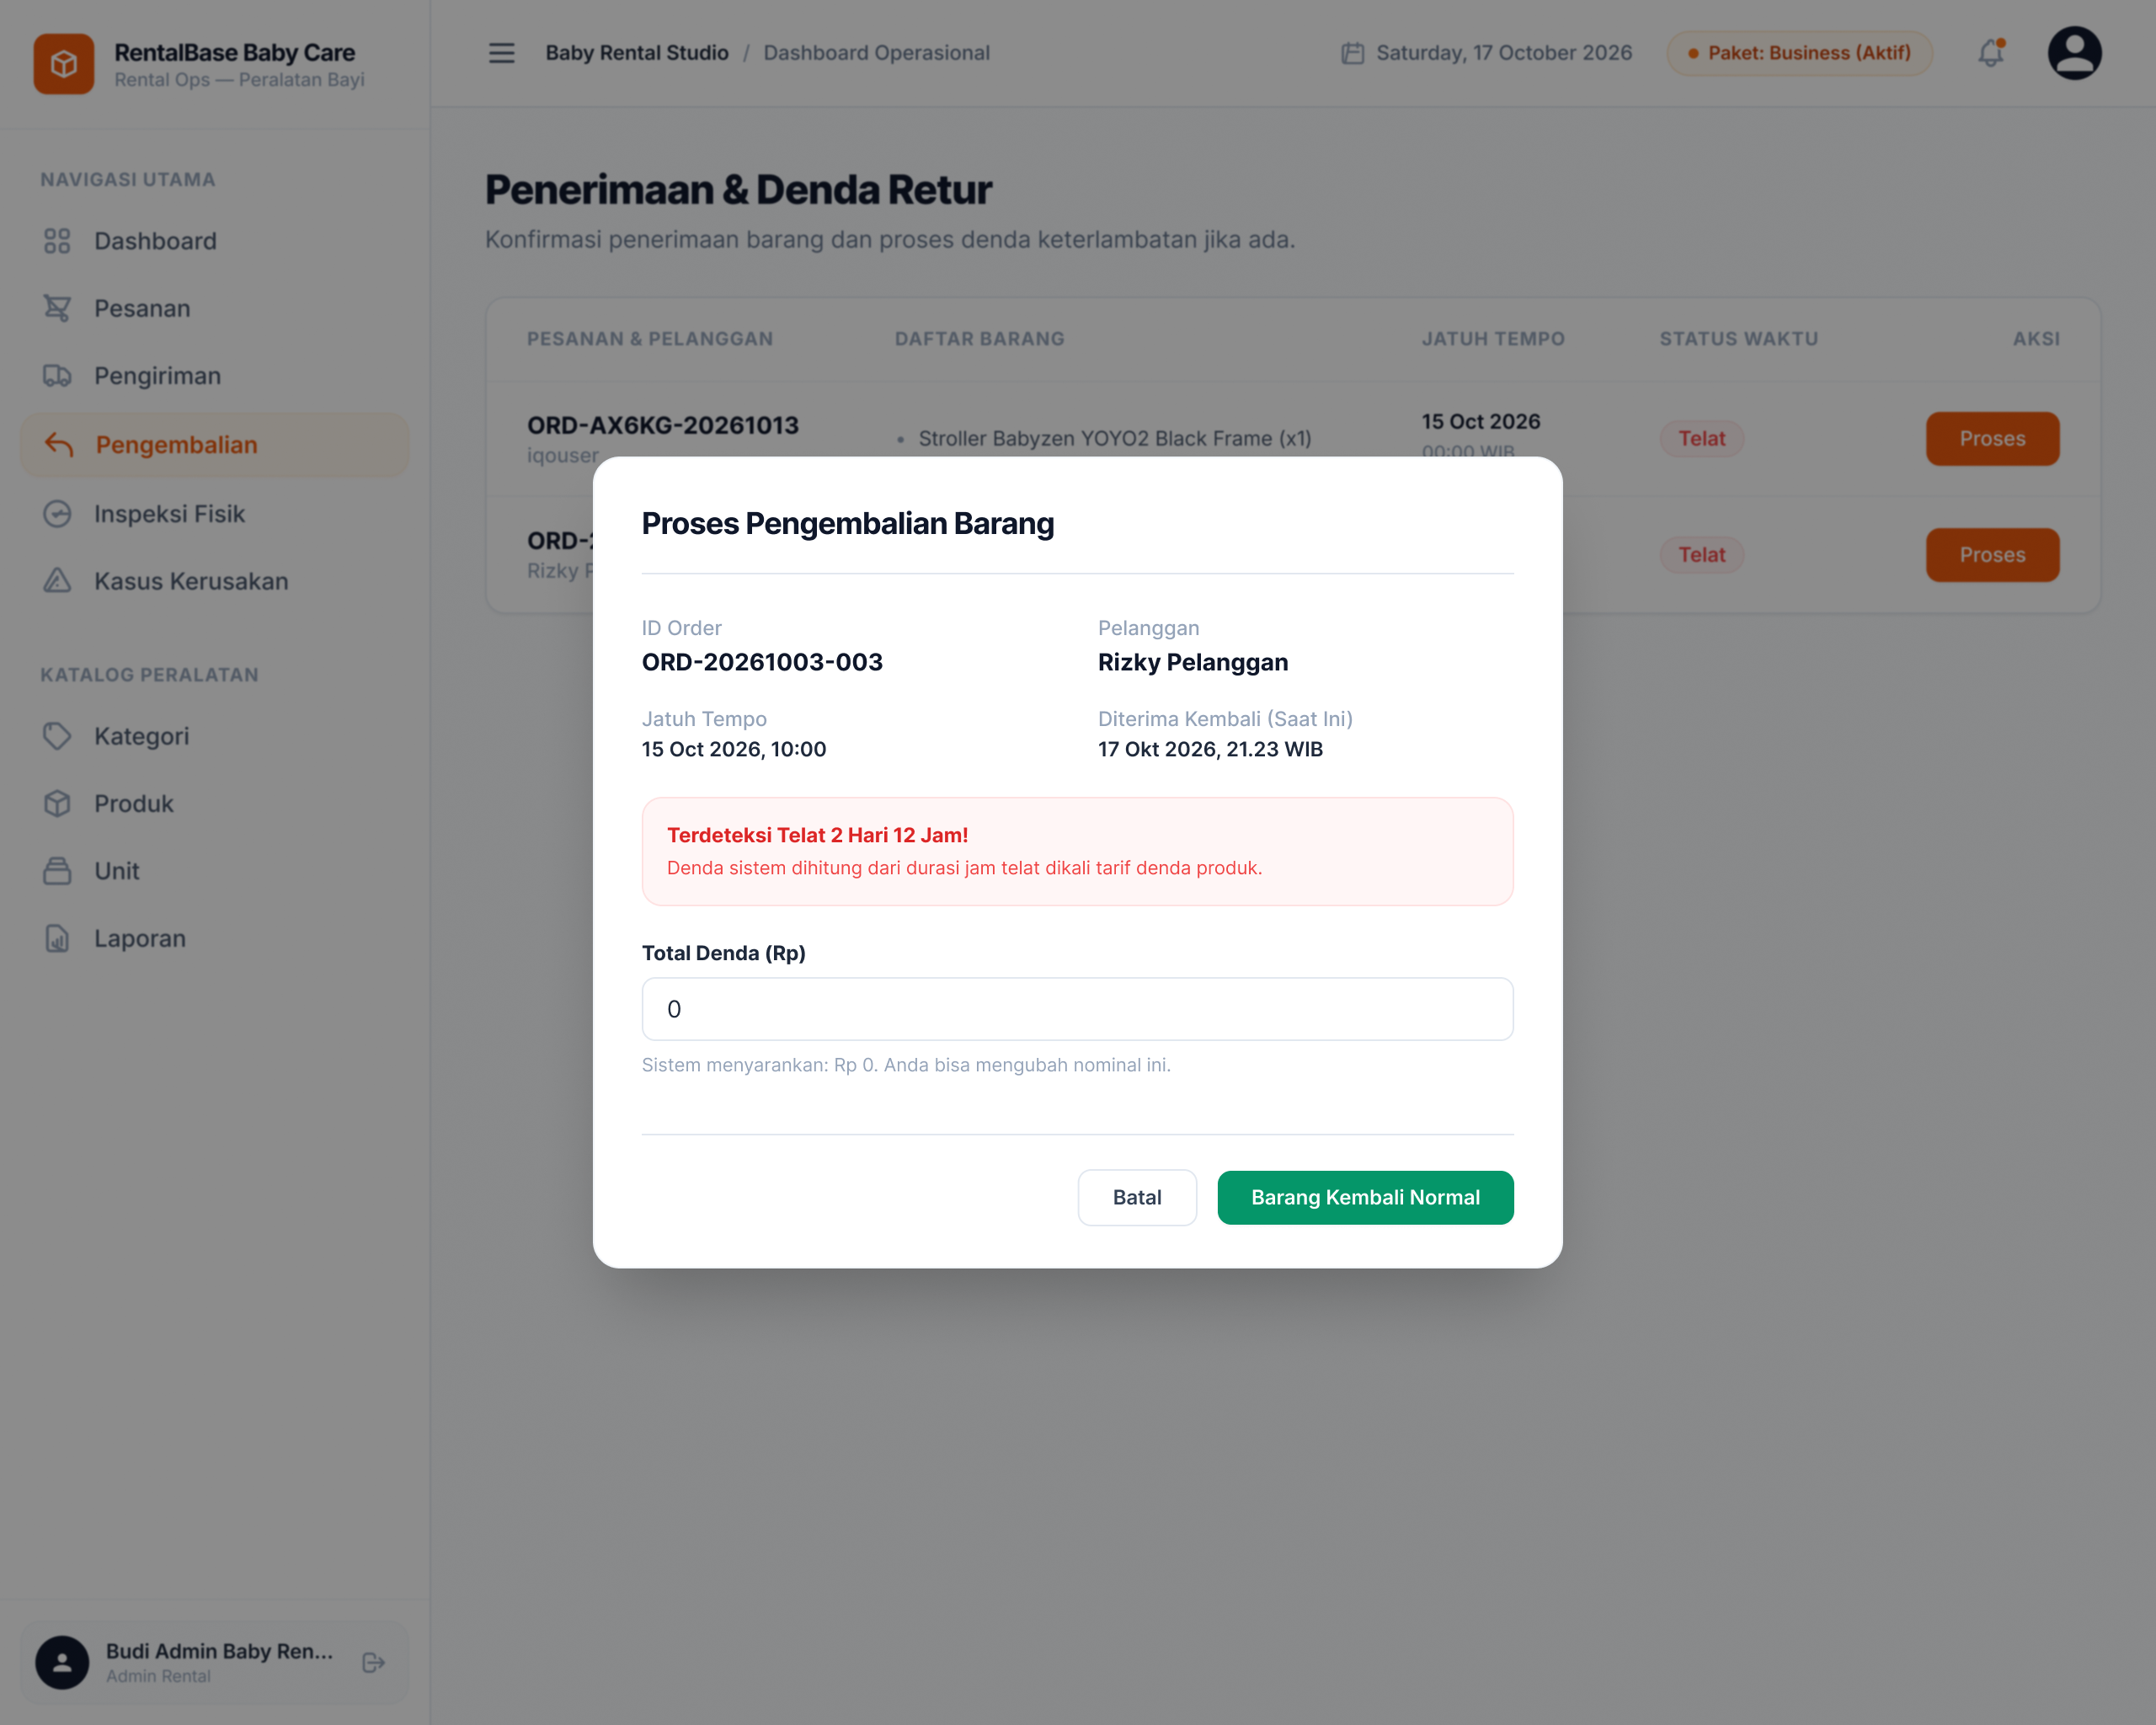 RentalBase Baby Care
Rental Ops — Peralatan Bayi
NAVIGASI UTAMA
Dashboard
Pesanan
Pengiriman
Pengembalian
Inspeksi Fisik
Kasus Kerusakan
KATALOG PERALATAN
Kategori
Produk
Unit
Laporan
Budi Admin Baby Ren...
Admin Rental
Baby Rental Studio / Dashboard Operasional
Saturday, 17 October 2026
Paket: Business (Aktif)
Penerimaan & Denda Retur
Konfirmasi penerimaan barang dan proses denda keterlambatan jika ada.
PESANAN & PELANGGAN DAFTAR BARANG JATUH TEMPO STATUS WAKTU AKSI
ORD-AX6KG-20261013
iqouser
• Stroller Babyzen YOYO2 Black Frame (x1)
15 Oct 2026
00:00 WIB
Telat
Proses
ORD-
Rizky
Telat
Proses
Proses Pengembalian Barang
ID Order
ORD-20261003-003
Pelanggan
Rizky Pelanggan
Jatuh Tempo
15 Oct 2026, 10:00
Diterima Kembali (Saat Ini)
17 Okt 2026, 21.23 WIB
Terdeteksi Telat 2 Hari 12 Jam!
Denda sistem dihitung dari durasi jam telat dikali tarif denda produk.
Total Denda (Rp)
0
Sistem menyarankan: Rp 0. Anda bisa mengubah nominal ini.
Batal
Barang Kembali Normal